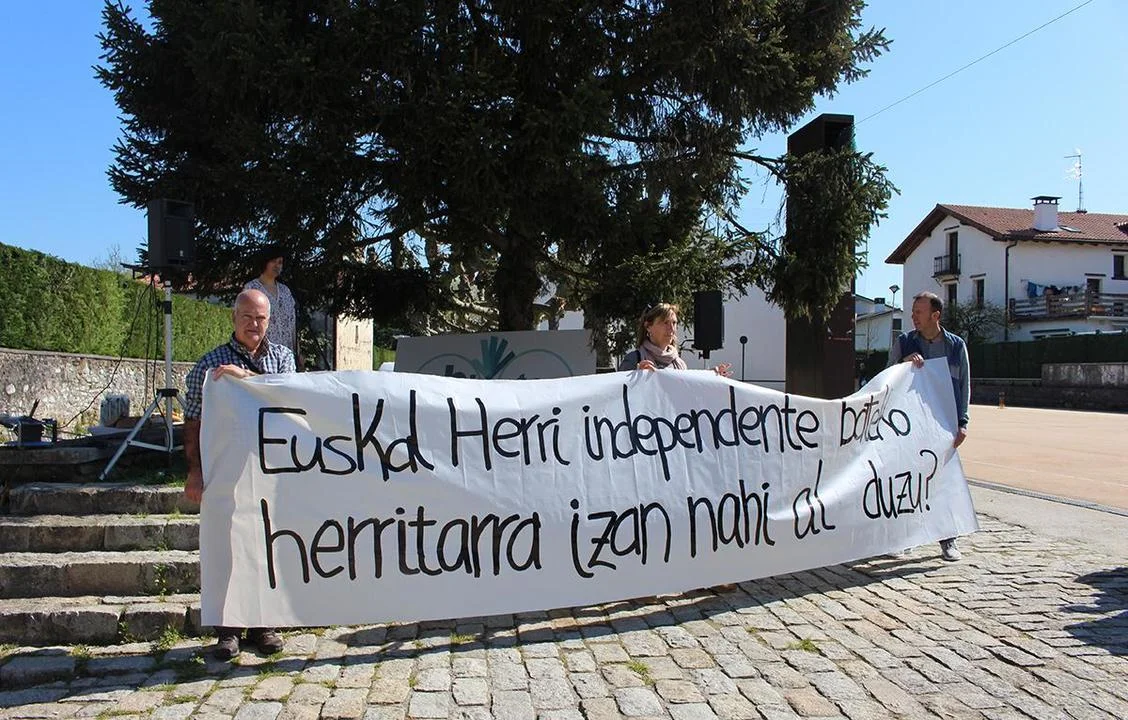 Euskal Herri independente bateko
herritarra izan nahi al duzu?